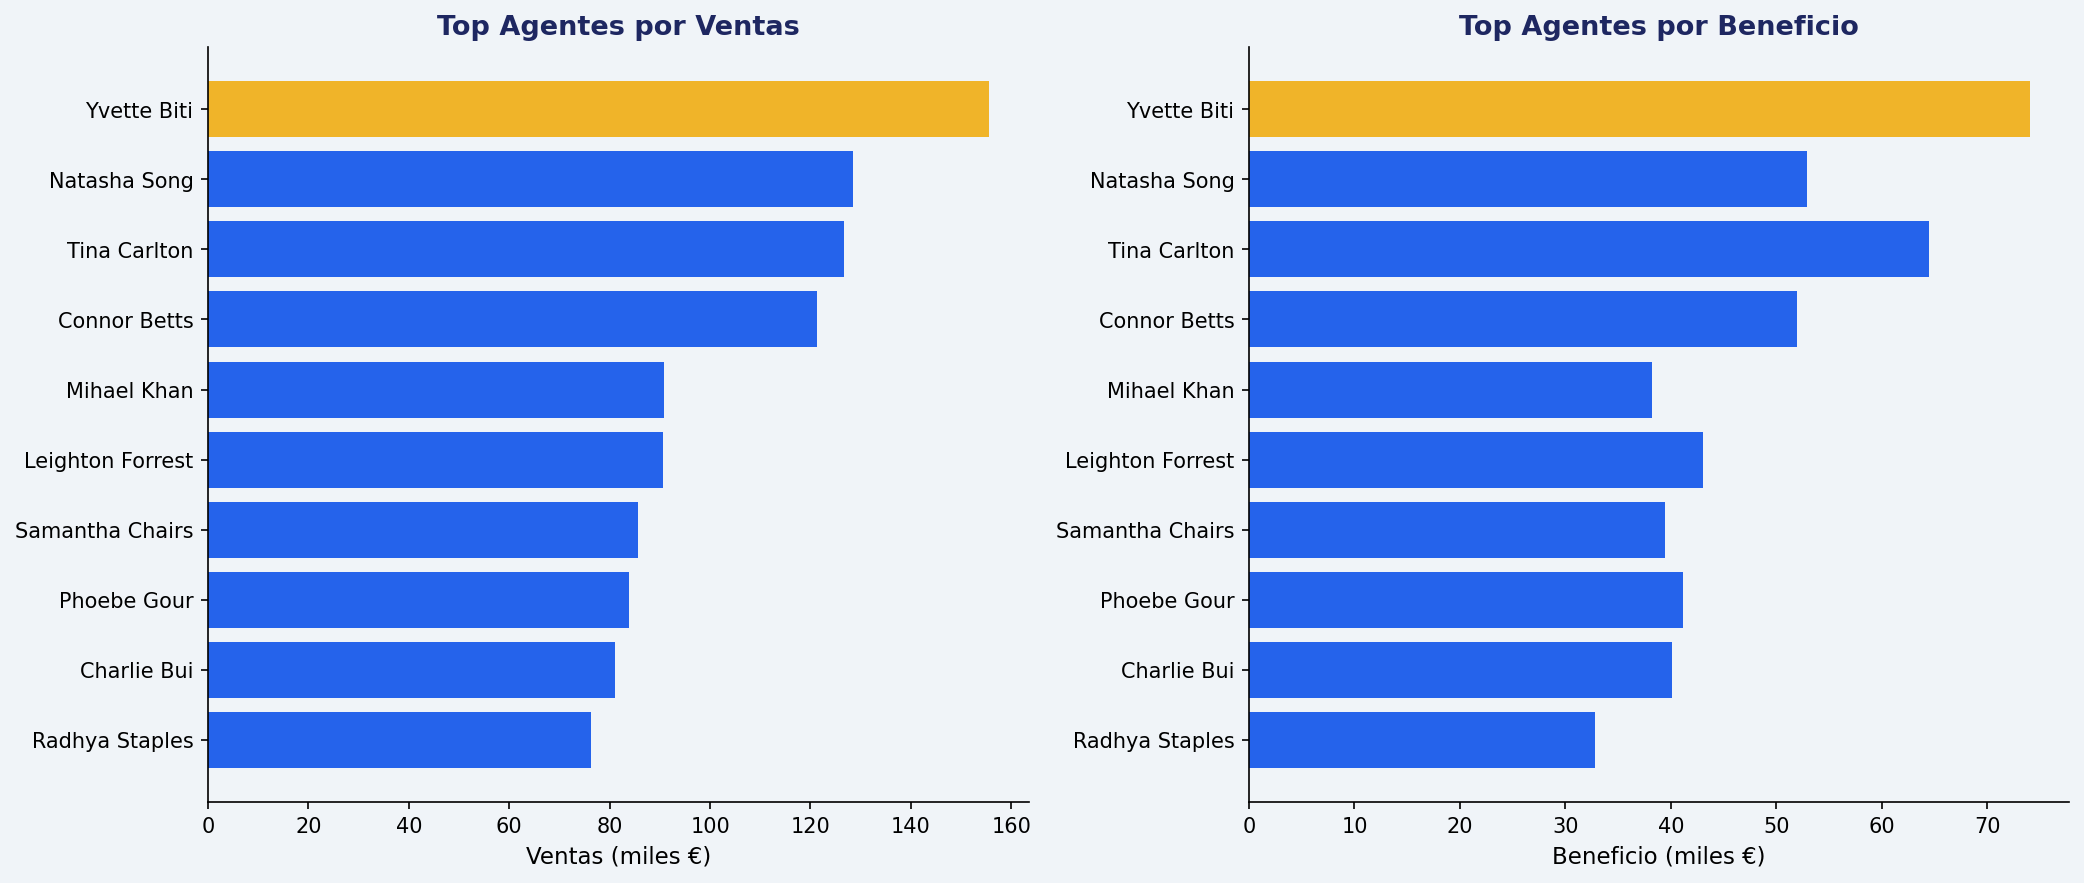 Top Agentes por Ventas
Yvette Biti
Natasha Song
Tina Carlton
Connor Betts
Mihael Khan
Leighton Forrest
Samantha Chairs
Phoebe Gour
Charlie Bui
Radhya Staples
0 20 40 60 80 100 120 140 160
Ventas (miles €)
Top Agentes por Beneficio
Yvette Biti
Natasha Song
Tina Carlton
Connor Betts
Mihael Khan
Leighton Forrest
Samantha Chairs
Phoebe Gour
Charlie Bui
Radhya Staples
0 10 20 30 40 50 60 70
Beneficio (miles €)